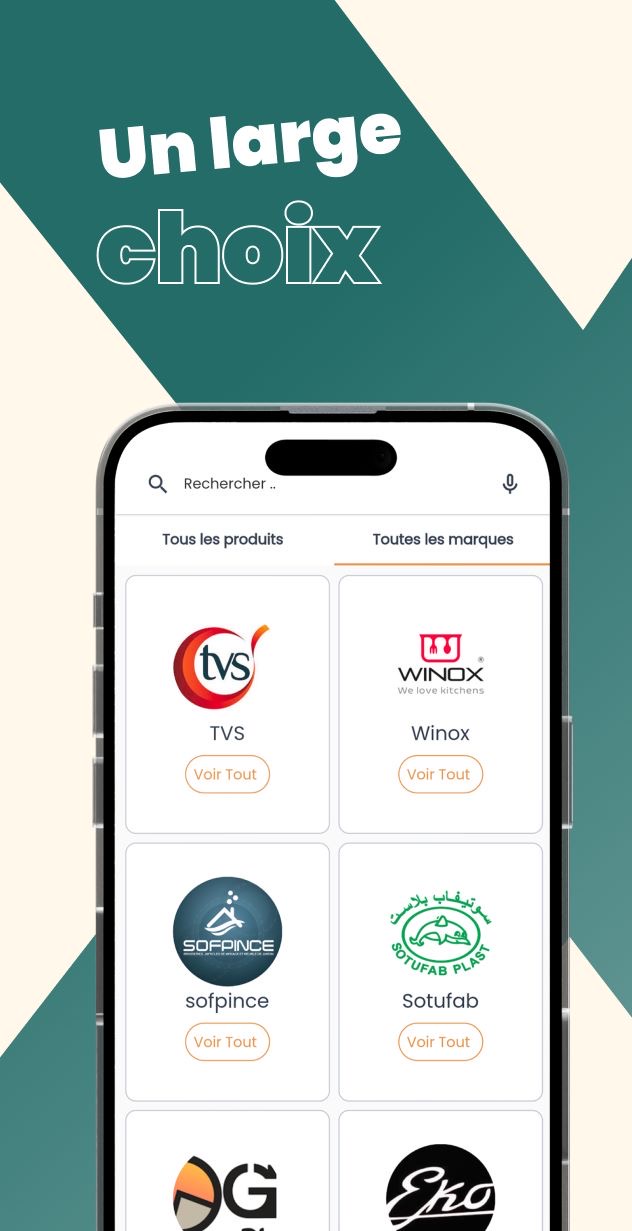 Un large
choix
Rechercher ..
Tous les produits
Toutes les marques
tvs
WINOX®
We love kitchens
TVS
Winox
Voir Tout
Voir Tout
SOFPINCE
سوتيفاب بلاست
SOTUFAB PLAST
sofpince
Sotufab
Voir Tout
Voir Tout
G
Eko